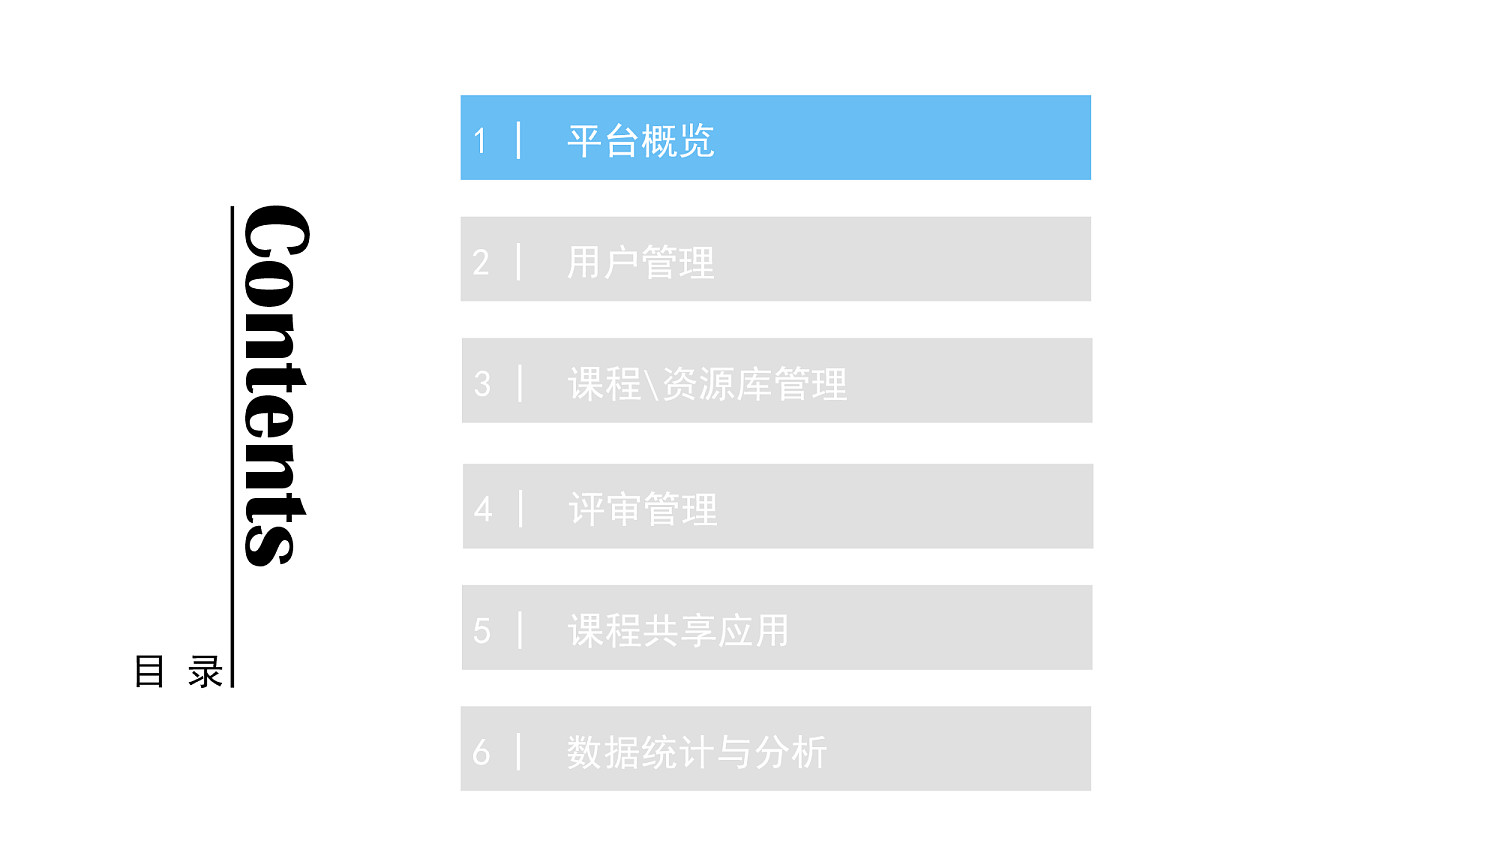 Contents
目 录
1 | 平台概览
2 | 用户管理
3 | 课程\资源库管理
4 | 评审管理
5 | 课程共享应用
6 | 数据统计与分析